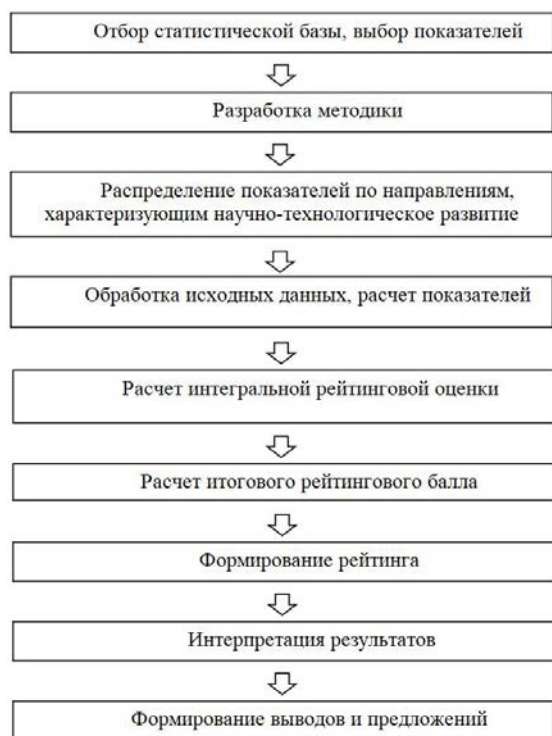 Отбор статистической базы, выбор показателей
Разработка методики
Распределение показателей по направлениям,
характеризующим научно-технологическое развитие
Обработка исходных данных, расчет показателей
Расчет интегральной рейтинговой оценки
Расчет итогового рейтингового балла
Формирование рейтинга
Интерпретация результатов
Формирование выводов и предложений